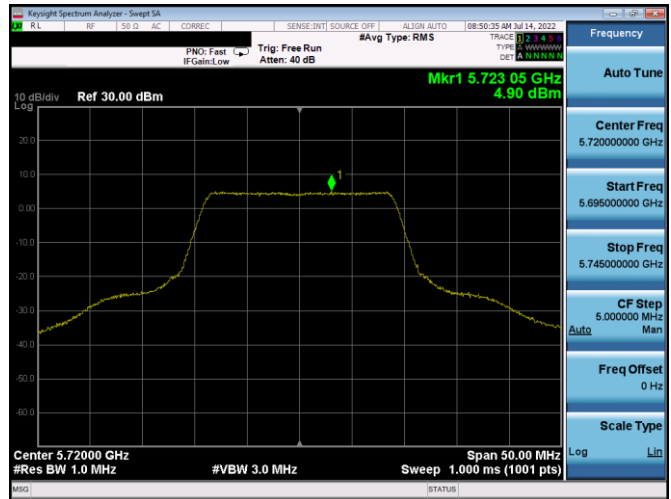 Keysight Spectrum Analyzer - Swept SA
RL RF 50 Ω AC CORREC SENSE:INT SOURCE OFF ALIGN AUTO 08:50:35 AM Jul 14, 2022
#Avg Type: RMS
TRACE 1 2 3 4 5 6
TYPE A WWWWW
DET A N N N N N
PNO: Fast
IFGain:Low
Trig: Free Run
Atten: 40 dB
Mkr1 5.723 05 GHz
4.90 dBm
10 dB/div
Log
Ref 30.00 dBm
20.0
10.0
0.00
-10.0
-20.0
-30.0
-40.0
-50.0
-60.0
1
Center 5.72000 GHz
Span 50.00 MHz
#Res BW 1.0 MHz
#VBW 3.0 MHz
Sweep 1.000 ms (1001 pts)
MSG
STATUS
Frequency
Auto Tune
Center Freq
5.720000000 GHz
Start Freq
5.695000000 GHz
Stop Freq
5.745000000 GHz
CF Step
5.000000 MHz
Auto Man
Freq Offset
0 Hz
Scale Type
Log Lin